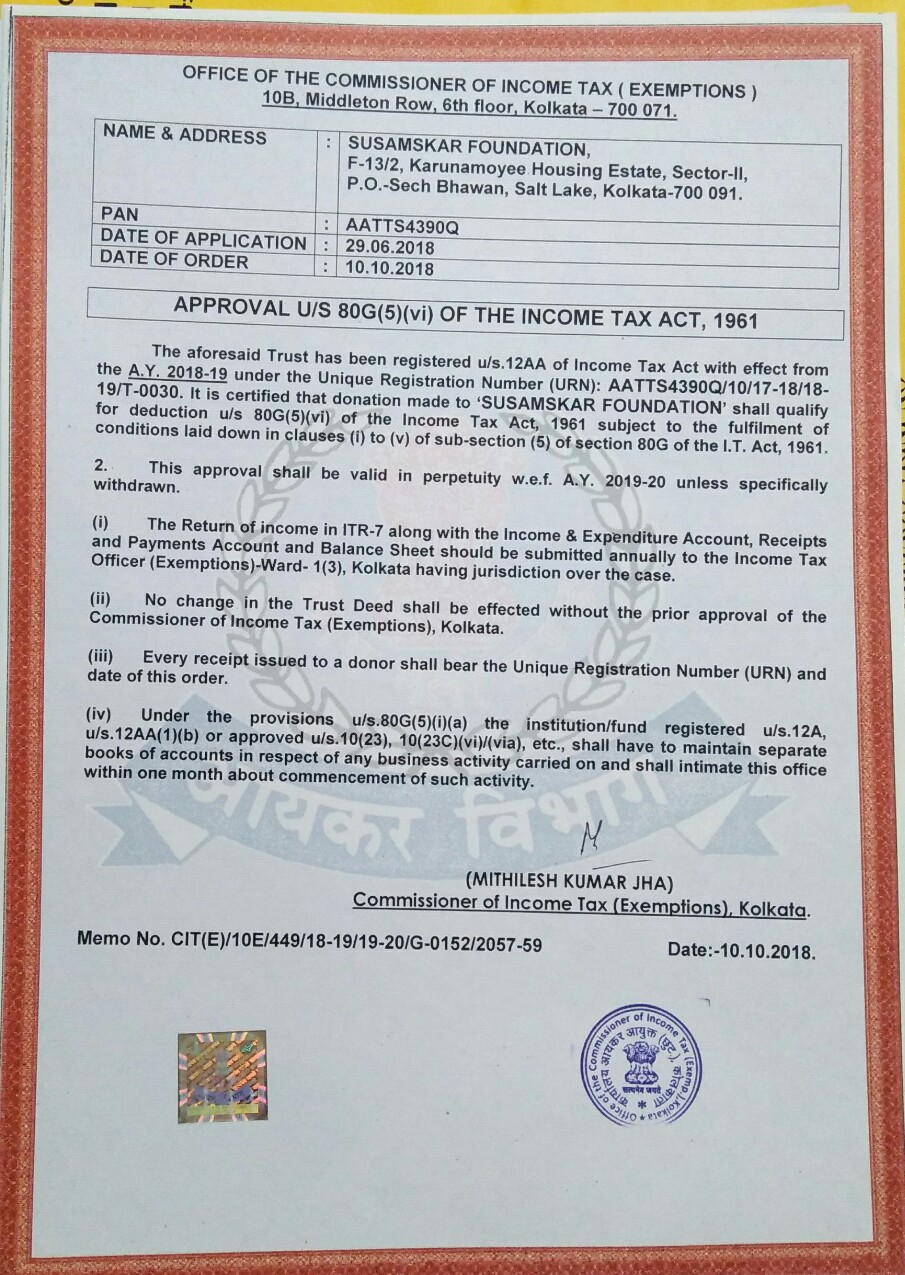 OFFICE OF THE COMMISSIONER OF INCOME TAX ( EXEMPTIONS )
10B, Middleton Row, 6th floor, Kolkata – 700 071.
NAME & ADDRESS : SUSAMSKAR FOUNDATION,
F-13/2, Karunamoyee Housing Estate, Sector-II,
P.O.-Sech Bhawan, Salt Lake, Kolkata-700 091.
PAN : AATTS4390Q
DATE OF APPLICATION : 29.06.2018
DATE OF ORDER : 10.10.2018
APPROVAL U/S 80G(5)(vi) OF THE INCOME TAX ACT, 1961
The aforesaid Trust has been registered u/s.12AA of Income Tax Act with effect from
the A.Y. 2018-19 under the Unique Registration Number (URN): AATTS4390Q/10/17-18/18-
19/T-0030. It is certified that donation made to ‘SUSAMSKAR FOUNDATION’ shall qualify
for deduction u/s 80G(5)(vi) of the Income Tax Act, 1961 subject to the fulfilment of
conditions laid down in clauses (i) to (v) of sub-section (5) of section 80G of the I.T. Act, 1961.
2. This approval shall be valid in perpetuity w.e.f. A.Y. 2019-20 unless specifically
withdrawn.
(i) The Return of income in ITR-7 along with the Income & Expenditure Account, Receipts
and Payments Account and Balance Sheet should be submitted annually to the Income Tax
Officer (Exemptions)-Ward- 1(3), Kolkata having jurisdiction over the case.
(ii) No change in the Trust Deed shall be effected without the prior approval of the
Commissioner of Income Tax (Exemptions), Kolkata.
(iii) Every receipt issued to a donor shall bear the Unique Registration Number (URN) and
date of this order.
(iv) Under the provisions u/s.80G(5)(i)(a) the institution/fund registered u/s.12A,
u/s.12AA(1)(b) or approved u/s.10(23), 10(23C)(vi)/(via), etc., shall have to maintain separate
books of accounts in respect of any business activity carried on and shall intimate this office
within one month about commencement of such activity.
आयकर विभाग
(MITHILESH KUMAR JHA)
Commissioner of Income Tax (Exemptions), Kolkata.
Memo No. CIT(E)/10E/449/18-19/19-20/G-0152/2057-59 Date:-10.10.2018.
Office of the Commissioner of Income Tax (Exemp.), Kolkata
कार्यालय आयकर आयुक्त (छूट), कोलकाता
सत्यमेव जयते